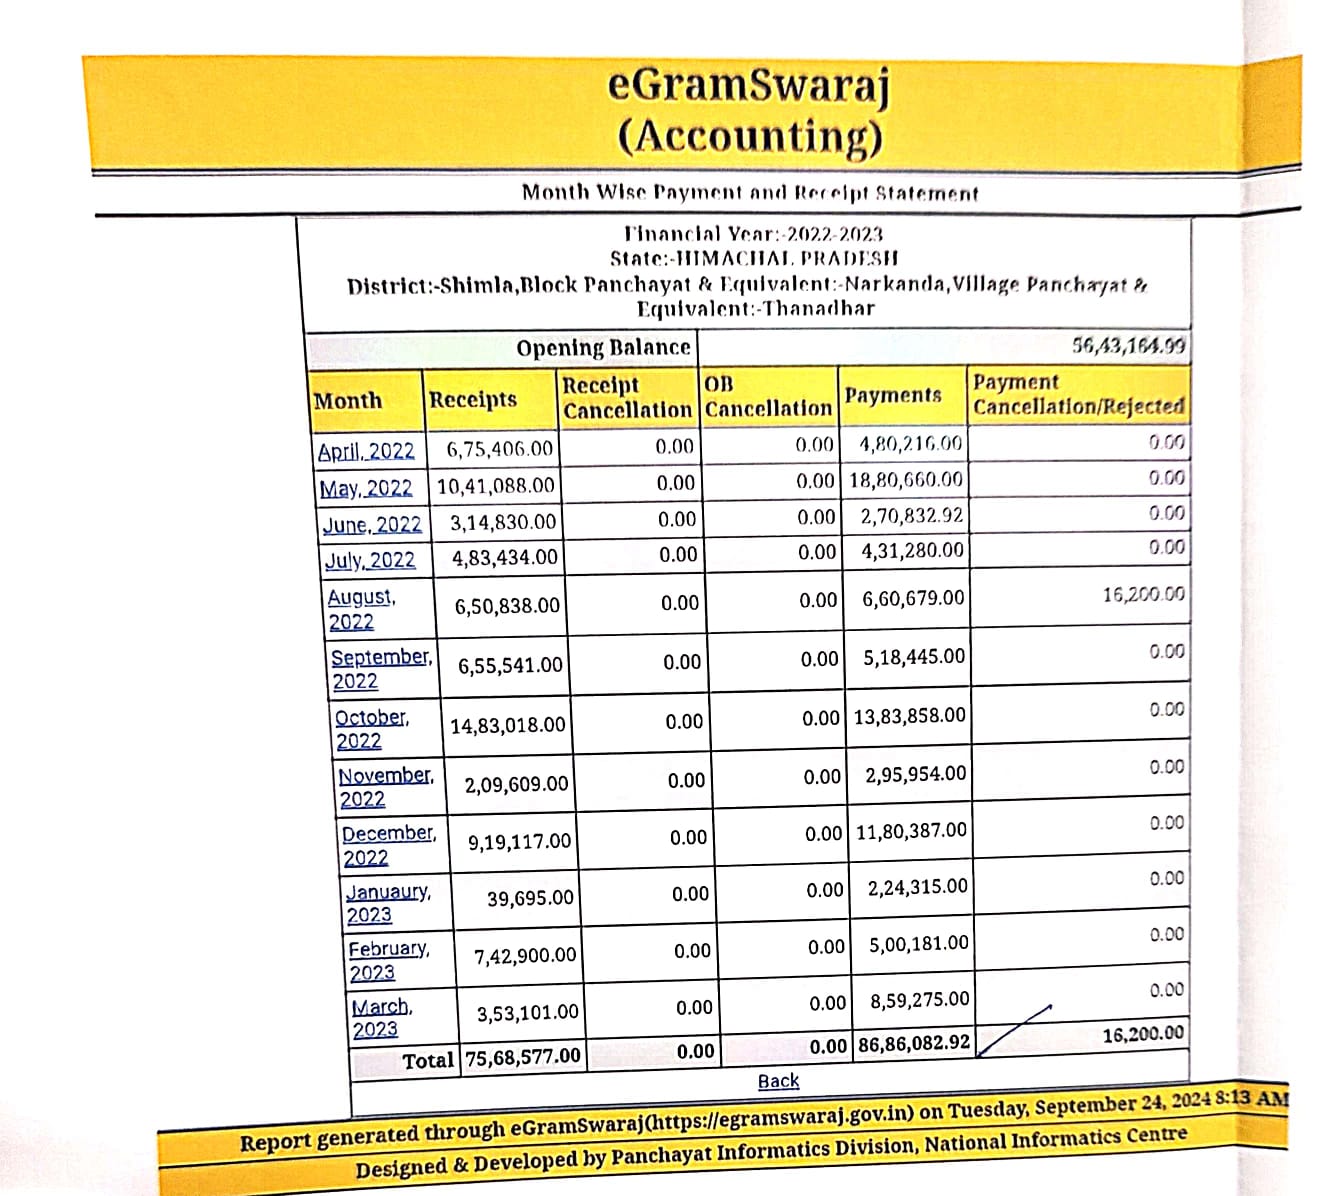 eGramSwaraj
(Accounting)
Month Wise Payment and Receipt Statement
Financial Year:-2022-2023
State:-HIMACHAL PRADESH
District:-Shimla,Block Panchayat & Equivalent:-Narkanda,Village Panchayat &
Equivalent:-Thanadhar
Opening Balance 56,43,164.99
Month Receipts Receipt Cancellation OB Cancellation Payments Payment Cancellation/Rejected
April, 2022 6,75,406.00 0.00 0.00 4,80,216.00 0.00
May, 2022 10,41,088.00 0.00 0.00 18,80,660.00 0.00
June, 2022 3,14,830.00 0.00 0.00 2,70,832.92 0.00
July, 2022 4,83,434.00 0.00 0.00 4,31,280.00 0.00
August, 2022 6,50,838.00 0.00 0.00 6,60,679.00 16,200.00
September, 2022 6,55,541.00 0.00 0.00 5,18,445.00 0.00
October, 2022 14,83,018.00 0.00 0.00 13,83,858.00 0.00
November, 2022 2,09,609.00 0.00 0.00 2,95,954.00 0.00
December, 2022 9,19,117.00 0.00 0.00 11,80,387.00 0.00
Januaury, 2023 39,695.00 0.00 0.00 2,24,315.00 0.00
February, 2023 7,42,900.00 0.00 0.00 5,00,181.00 0.00
March, 2023 3,53,101.00 0.00 0.00 8,59,275.00 0.00
Total 75,68,577.00 0.00 0.00 86,86,082.92 16,200.00
Back
Report generated through eGramSwaraj(https://egramswaraj.gov.in) on Tuesday, September 24, 2024 8:13 AM
Designed & Developed by Panchayat Informatics Division, National Informatics Centre